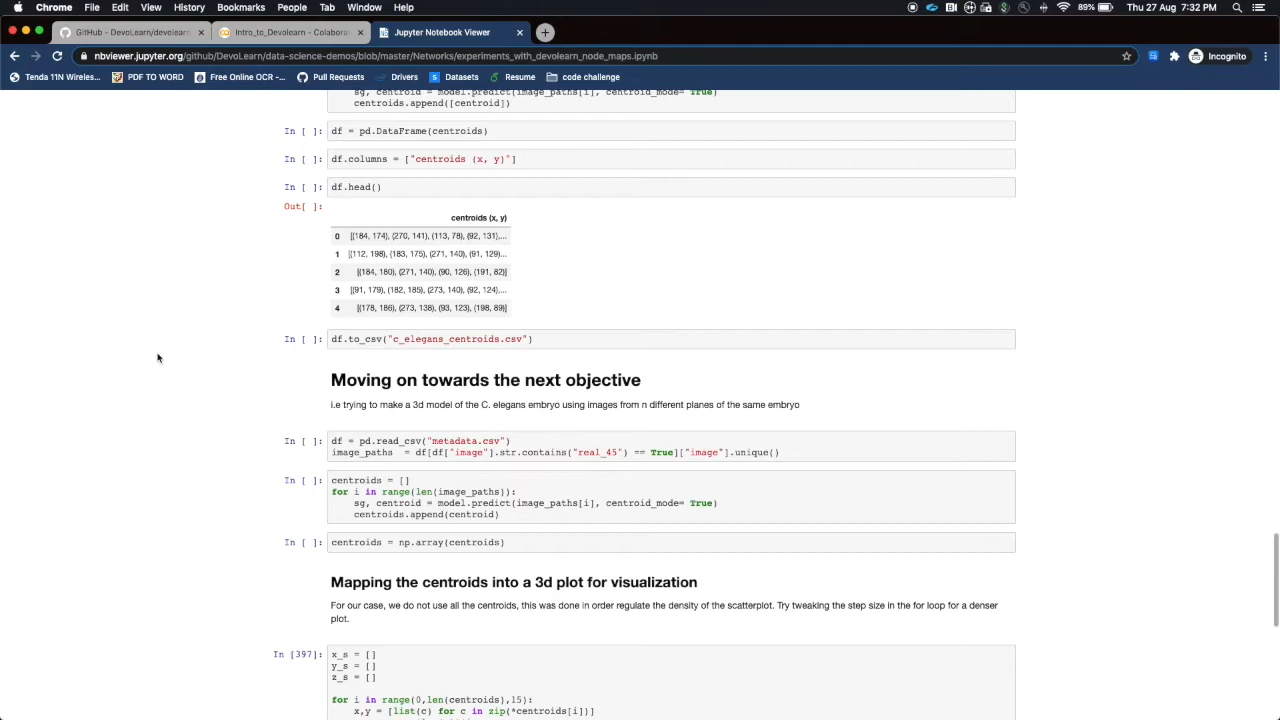 Chrome File Edit View History Bookmarks People Tab Window Help 89% Thu 27 Aug 7:32 PM
GitHub - DevoLearn/devolearn Intro_to_Devolearn - Colabora Jupyter Notebook Viewer
nbviewer.jupyter.org/github/DevoLearn/data-science-demos/blob/master/Networks/experiments_with_devolearn_node_maps.ipynb Incognito
Tenda 11N Wireles... PDF TO WORD Free Online OCR -... Pull Requests Drivers Datasets Resume code challenge
sg, centroid = model.predict(image_paths[i], centroid_mode= True)
centroids.append([centroid])
In [ ]: df = pd.DataFrame(centroids)
In [ ]: df.columns = ["centroids (x, y)"]
In [ ]: df.head()
Out[ ]:
centroids (x, y)
0 [(184, 174), (270, 141), (113, 78), (92, 131),...
1 [(112, 198), (183, 175), (271, 140), (91, 129)...
2 [(184, 180), (271, 140), (90, 126), (191, 82)]
3 [(91, 179), (182, 185), (273, 140), (92, 124),...
4 [(178, 186), (273, 138), (93, 123), (198, 89)]
In [ ]: df.to_csv("c_elegans_centroids.csv")
Moving on towards the next objective
i.e trying to make a 3d model of the C. elegans embryo using images from n different planes of the same embryo
In [ ]: df = pd.read_csv("metadata.csv")
image_paths = df[df["image"].str.contains("real_45") == True]["image"].unique()
In [ ]: centroids = []
for i in range(len(image_paths)):
sg, centroid = model.predict(image_paths[i], centroid_mode= True)
centroids.append(centroid)
In [ ]: centroids = np.array(centroids)
Mapping the centroids into a 3d plot for visualization
For our case, we do not use all the centroids, this was done in order regulate the density of the scatterplot. Try tweaking the step size in the for loop for a denser
plot.
In [397]: x_s = []
y_s = []
z_s = []
for i in range(0,len(centroids),15):
x,y = [list(c) for c in zip(*centroids[i])]